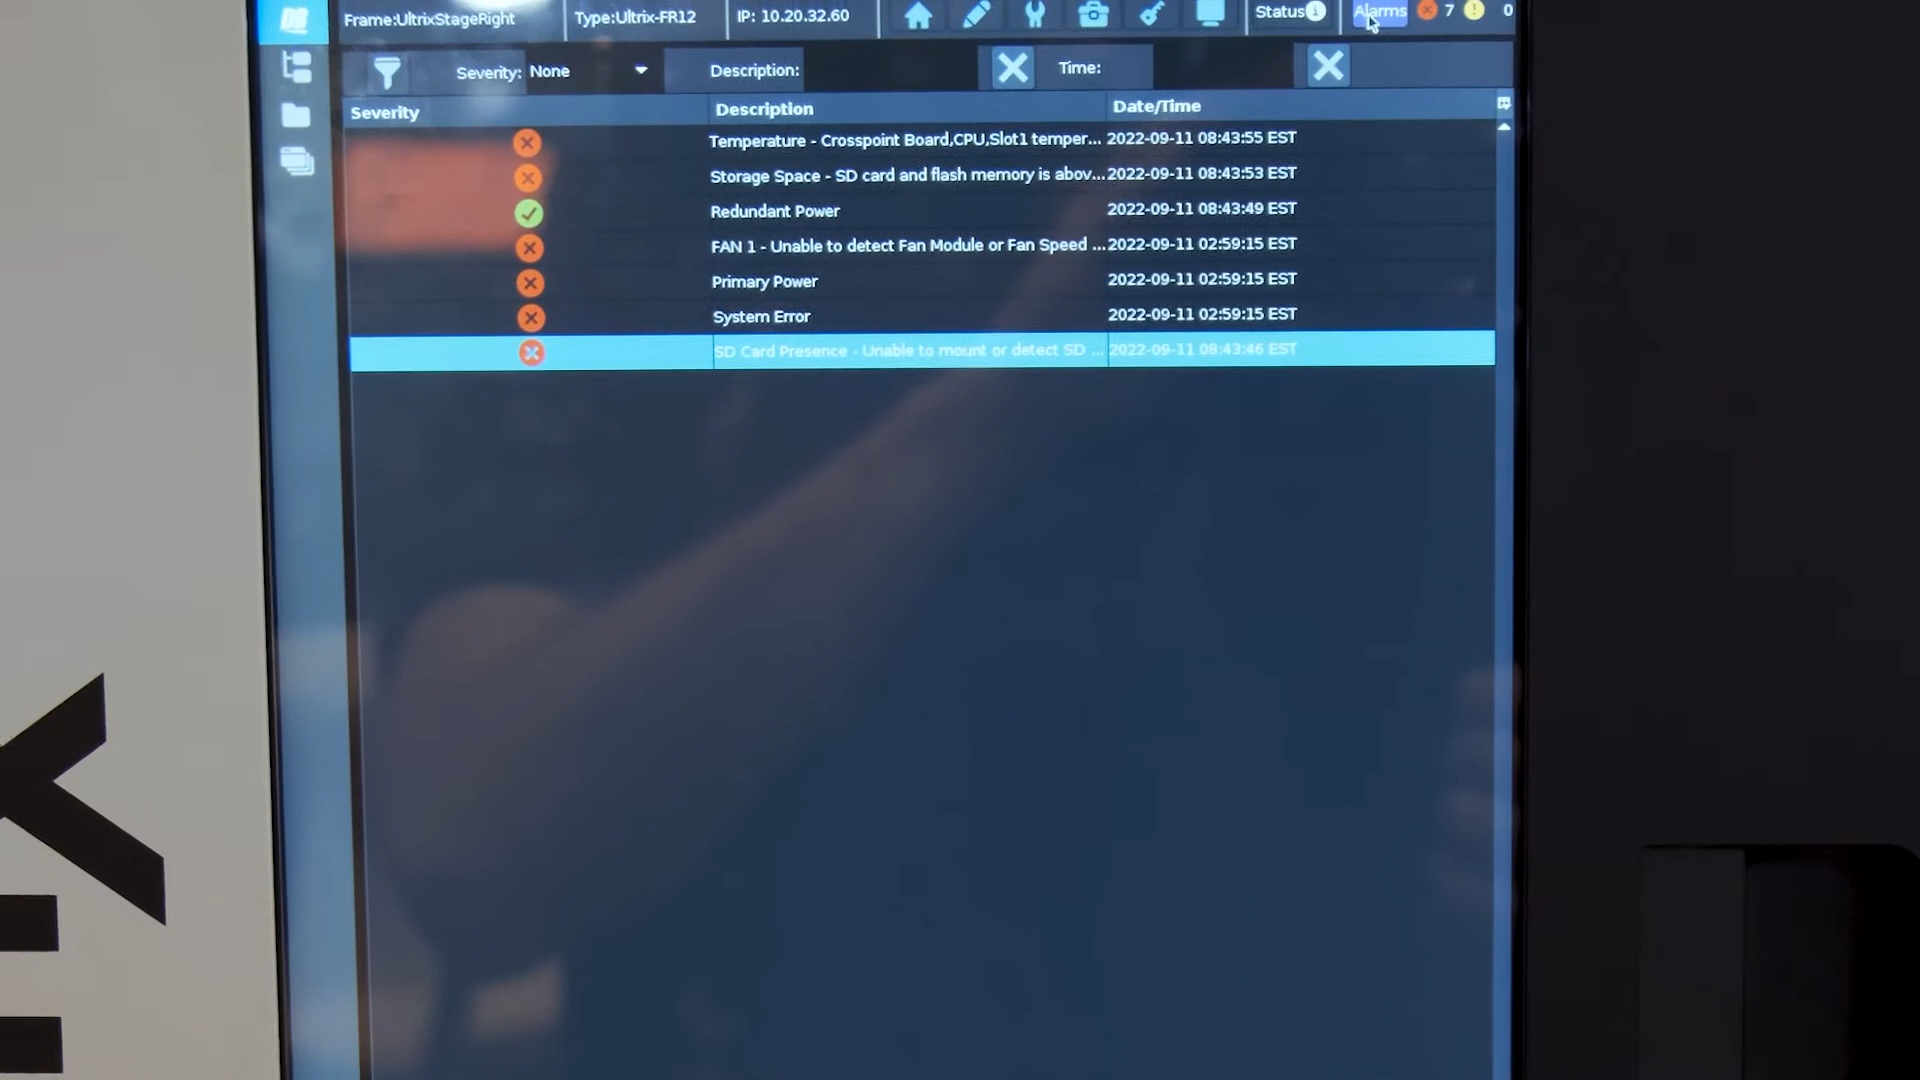 DB
Frame:UltrixStageRight Type:Ultrix-FR12 IP: 10.20.32.60 Status Alarms 7 0
Severity: None Description: Time:
Severity Description Date/Time
Temperature - Crosspoint Board,CPU,Slot1 temper... 2022-09-11 08:43:55 EST
Storage Space - SD card and flash memory is abov... 2022-09-11 08:43:53 EST
Redundant Power 2022-09-11 08:43:49 EST
FAN 1 - Unable to detect Fan Module or Fan Speed ... 2022-09-11 02:59:15 EST
Primary Power 2022-09-11 02:59:15 EST
System Error 2022-09-11 02:59:15 EST
SD Card Presence - Unable to mount or detect SD ... 2022-09-11 08:43:46 EST